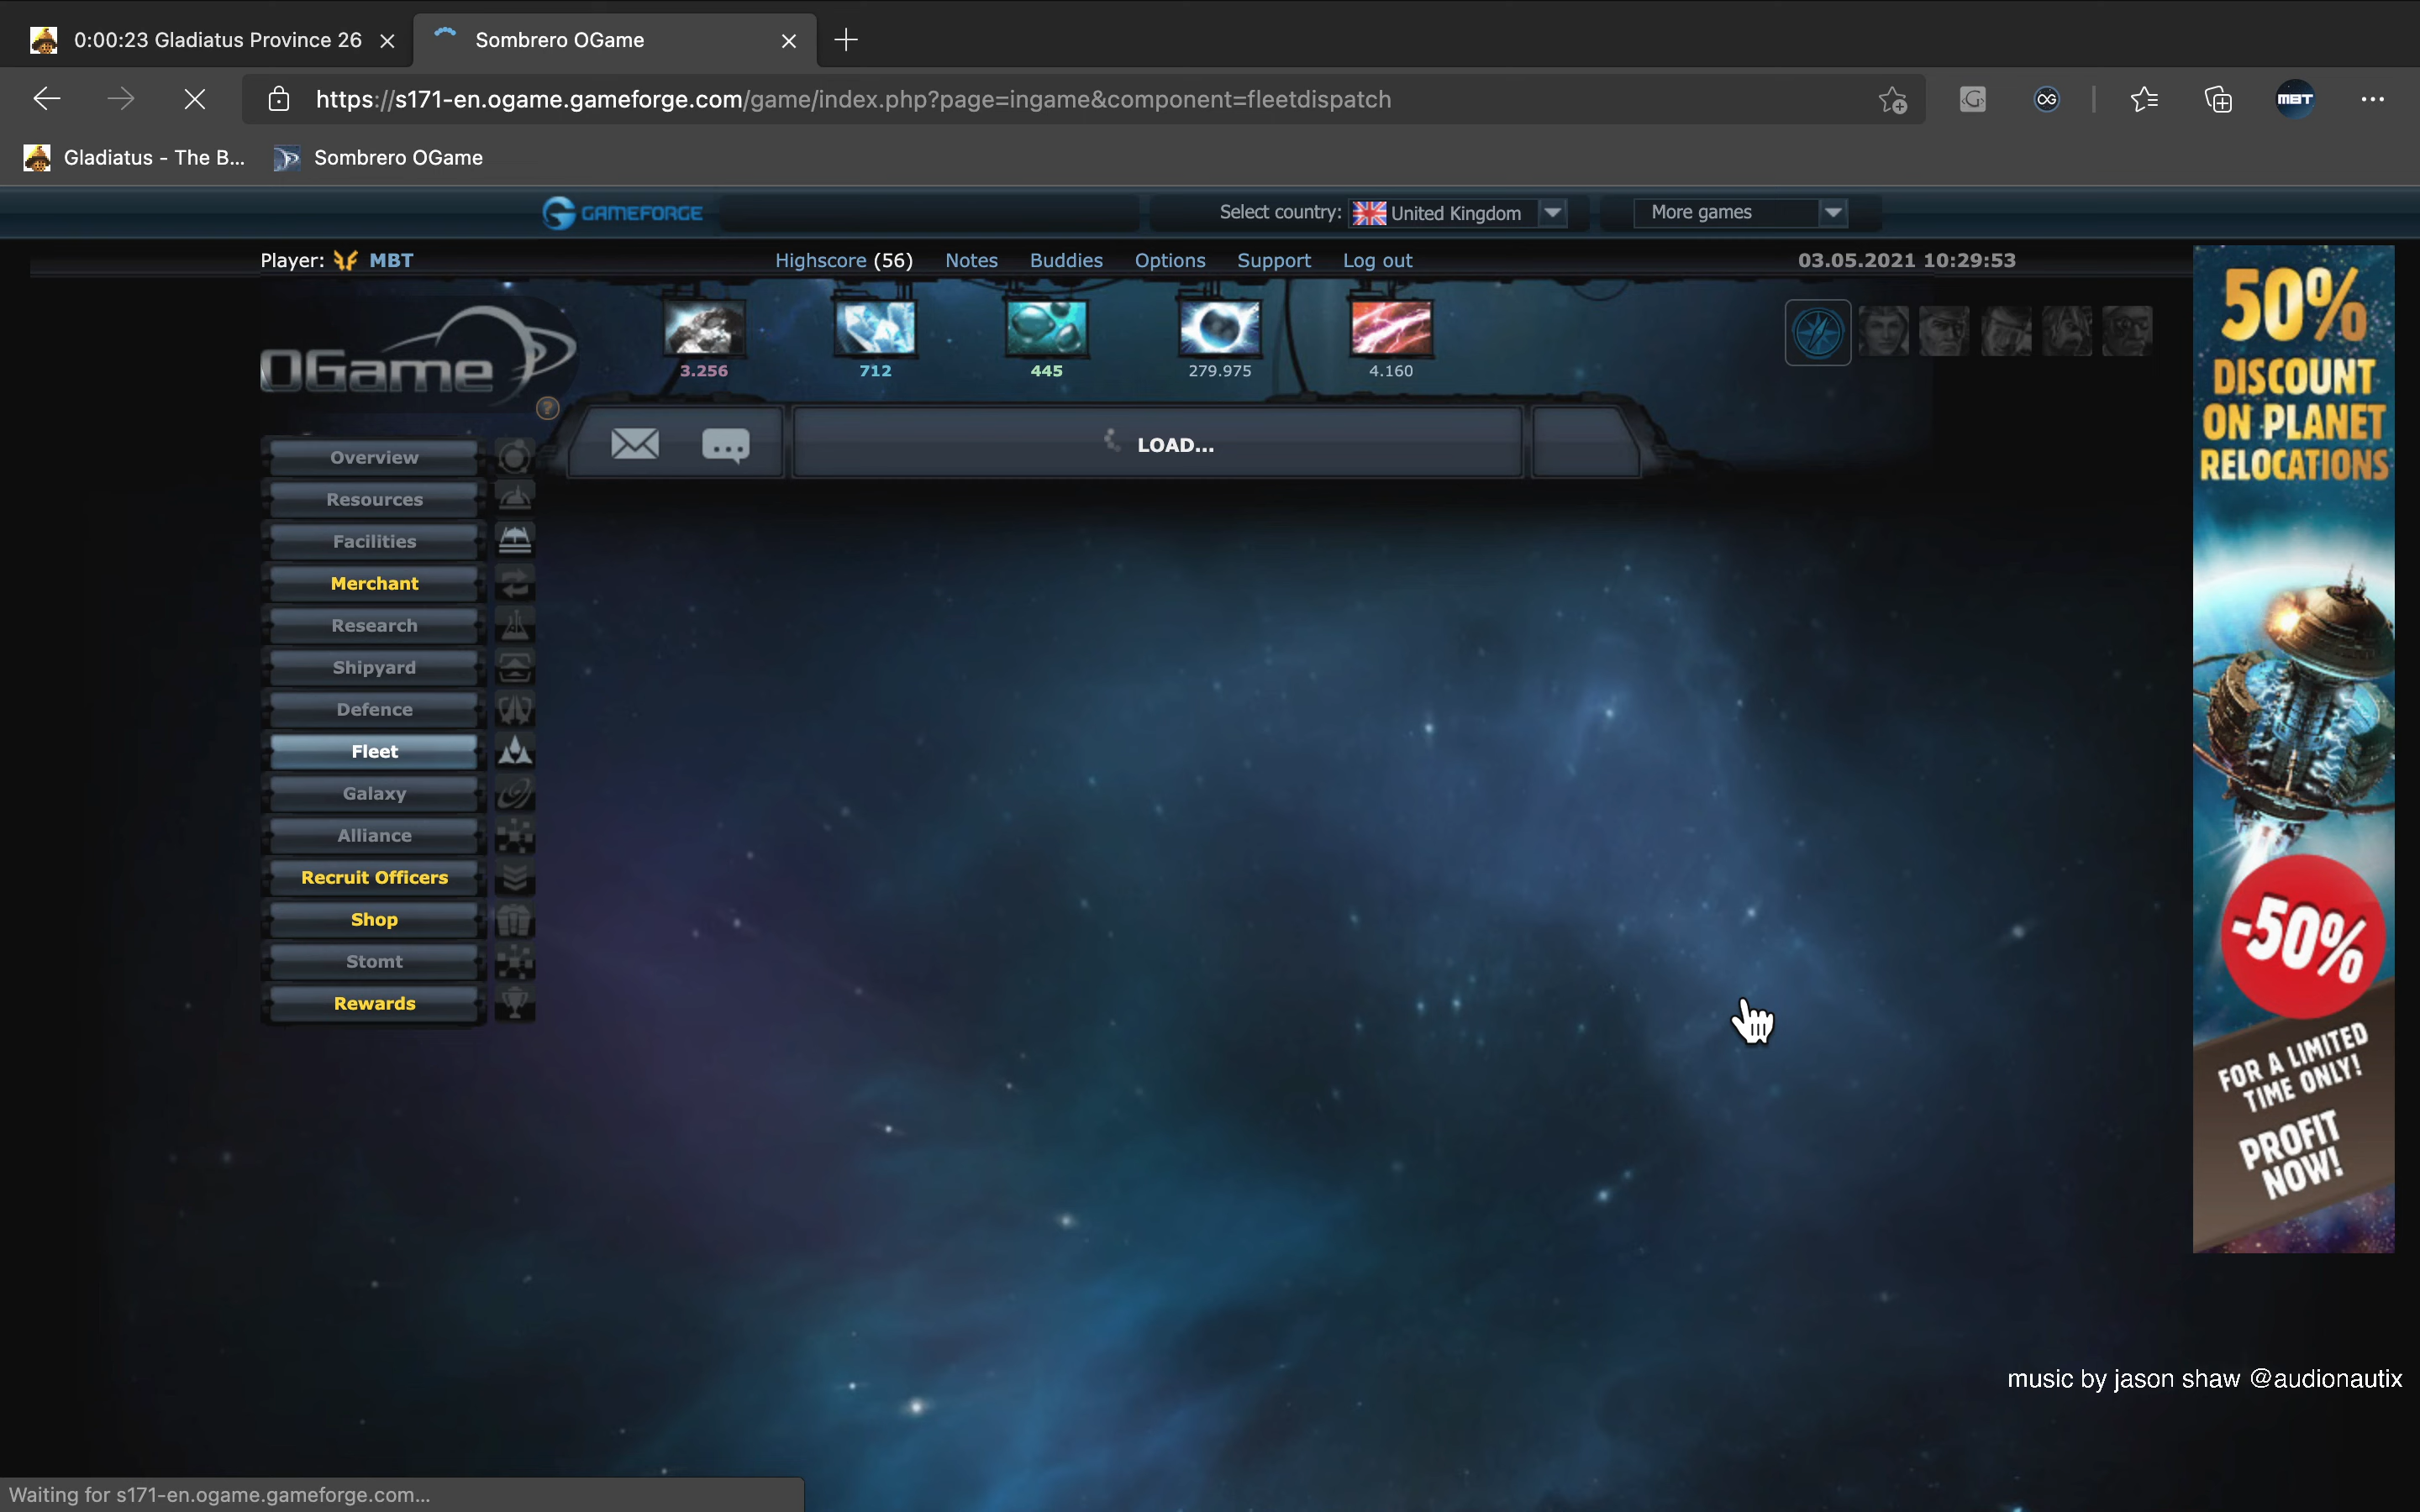 0:00:23 Gladiatus Province 26
Sombrero OGame
https://s171-en.ogame.gameforge.com/game/index.php?page=ingame&component=fleetdispatch
MBT
Gladiatus - The B...
Sombrero OGame
GAMEFORGE
Select country:
United Kingdom
More games
Player: MBT
Highscore (56)
Notes
Buddies
Options
Support
Log out
03.05.2021 10:29:53
OGame
3.256
712
445
279.975
4.160
?
LOAD...
Overview
Resources
Facilities
Merchant
Research
Shipyard
Defence
Fleet
Galaxy
Alliance
Recruit Officers
Shop
Stomt
Rewards
50%
DISCOUNT
ON PLANET
RELOCATIONS
-50%
FOR A LIMITED
TIME ONLY!
PROFIT
NOW!
music by jason shaw @audionautix
Waiting for s171-en.ogame.gameforge.com...